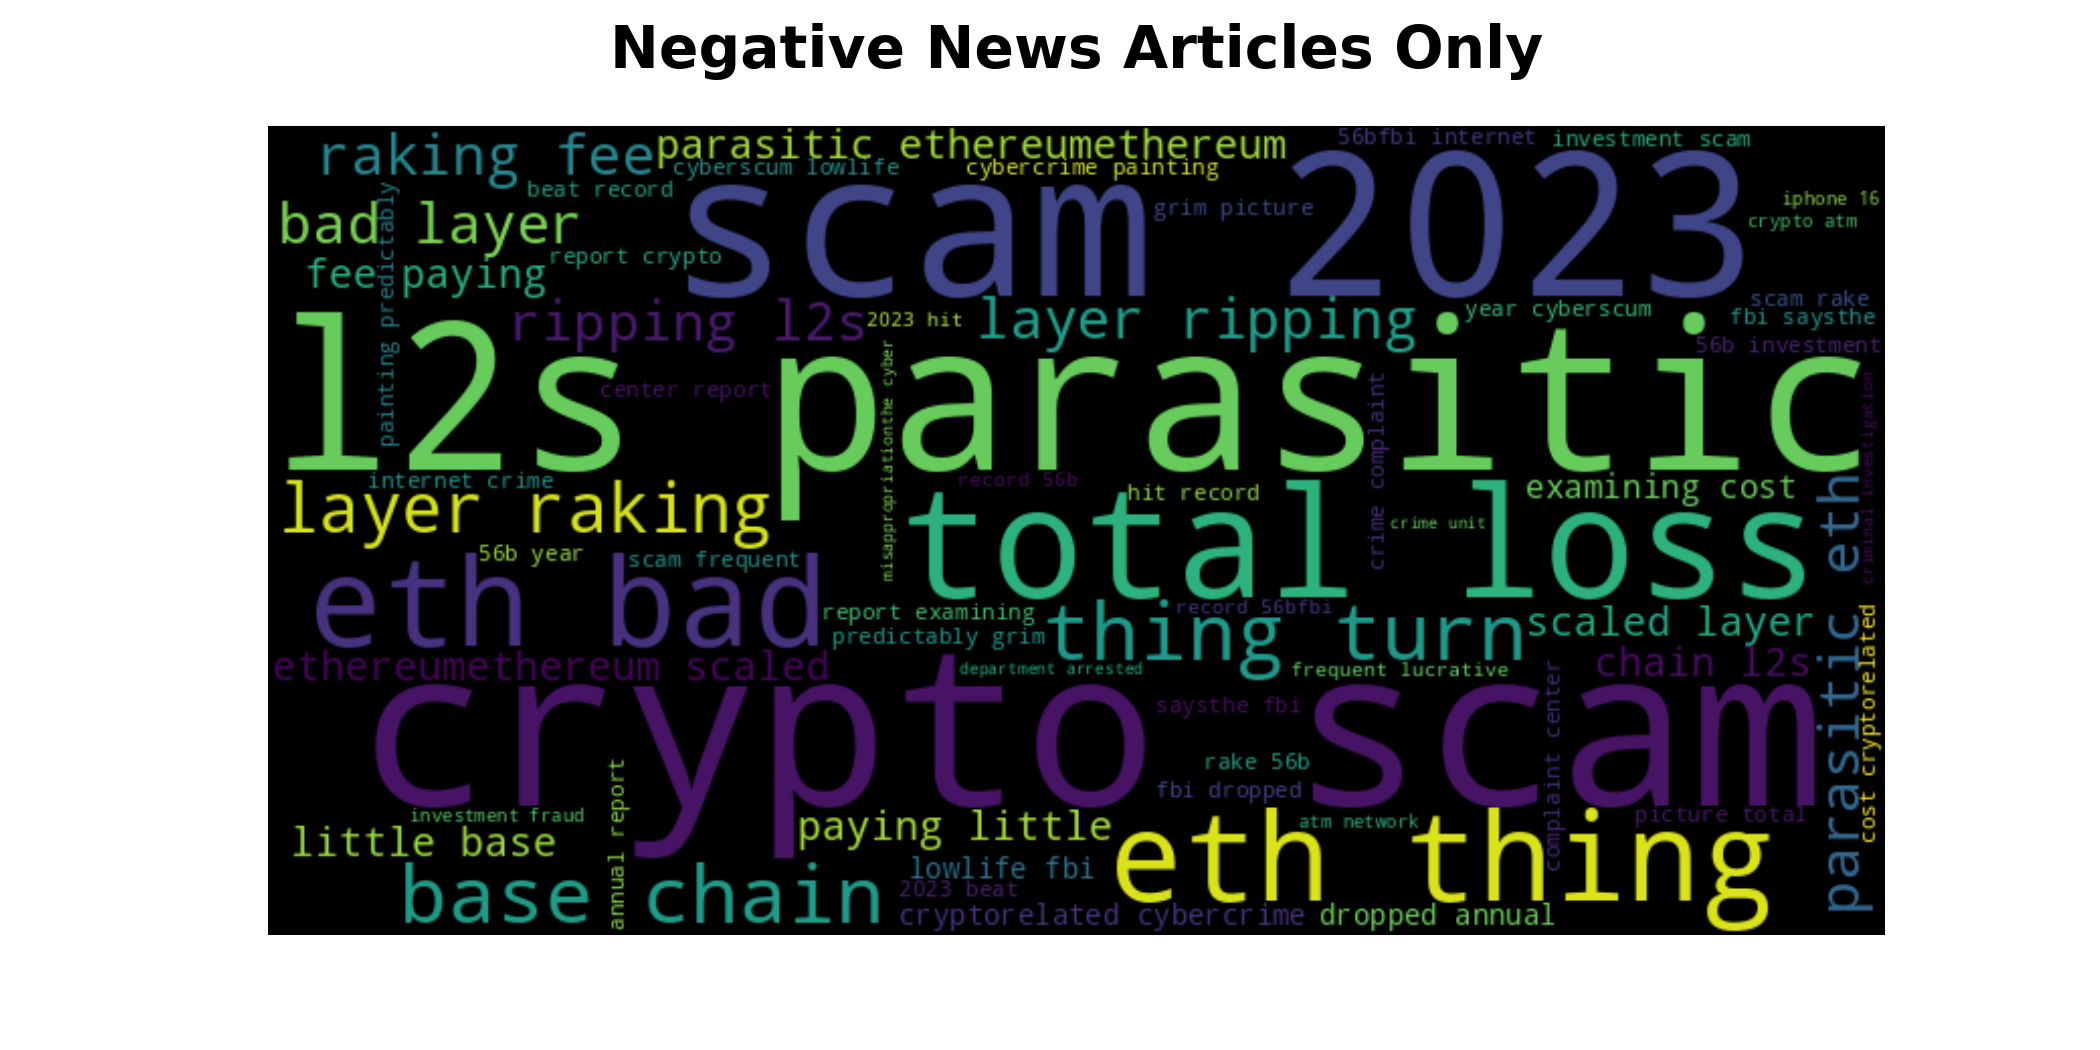 Negative News Articles Only
raking fee
parasitic ethereumethereum
56bfbi internet
investment scam
cyberscum lowlife
cybercrime painting
beat record
scam 2023
grim picture
iphone 16
crypto atm
bad layer
painting predictably
report crypto
fee paying
ripping l2s
2023 hit
layer ripping
year cyberscum
scam rake
fbi saysthe
56b investment
l2s parasitic
center report
misappropriationthe cyber
crime complaint
criminal investigation
internet crime
record 56b
layer raking
hit record
examining cost
total loss
crime unit
parasitic eth
56b year
scam frequent
eth bad
report examining
record 56bfbi
predictably grim
thing turn
scaled layer
cost cryptorelated
ethereumethereum scaled
department arrested
frequent lucrative
chain l2s
crypto scam
saysthe fbi
complaint center
rake 56b
fbi dropped
annual report
investment fraud
little base
paying little
atm network
picture total
eth thing
base chain
lowlife fbi
2023 beat
cryptorelated cybercrime
dropped annual